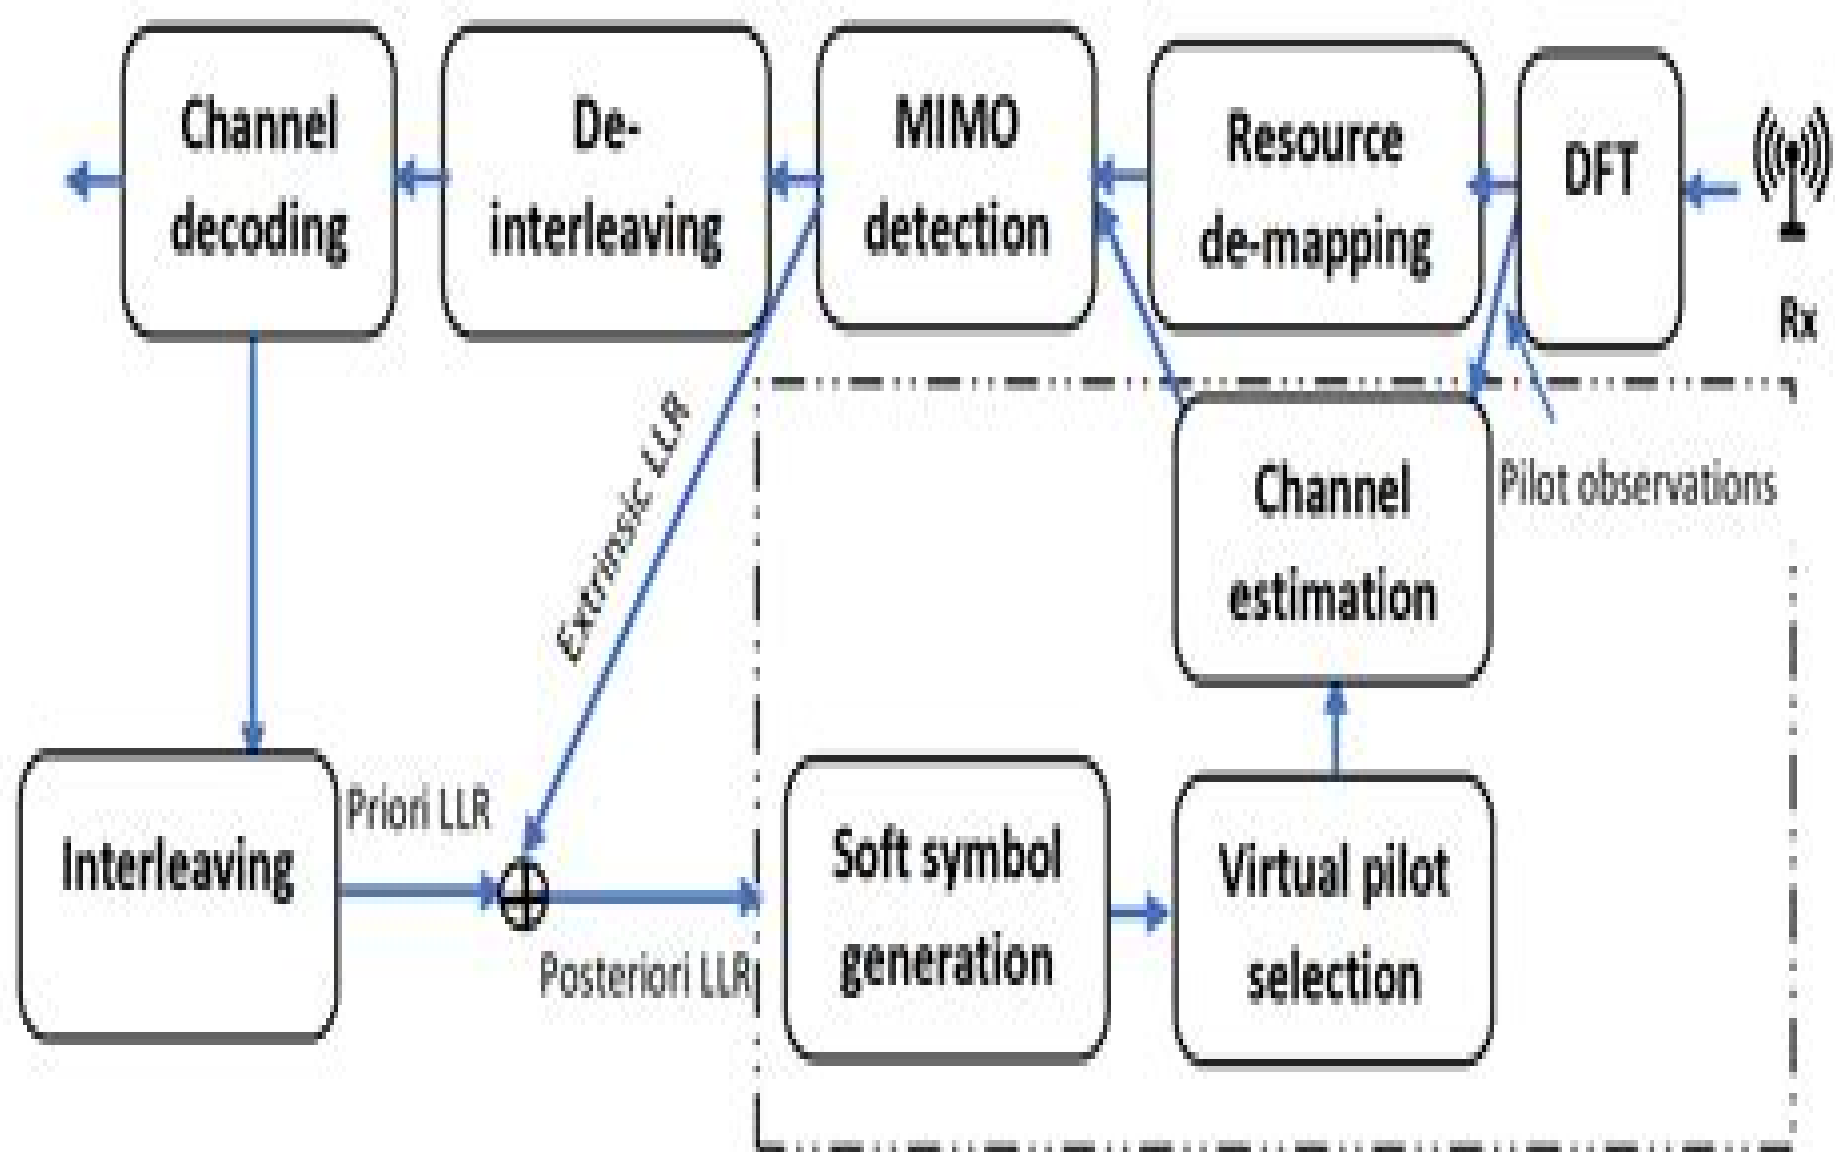 Channel
decoding
De-
interleaving
MIMO
detection
Resource
de-mapping
DFT
Rx
Extrinsic LLR
Channel
estimation
Pilot observations
Interleaving
Priori LLR
Posteriori LLR
Soft symbol
generation
Virtual pilot
selection